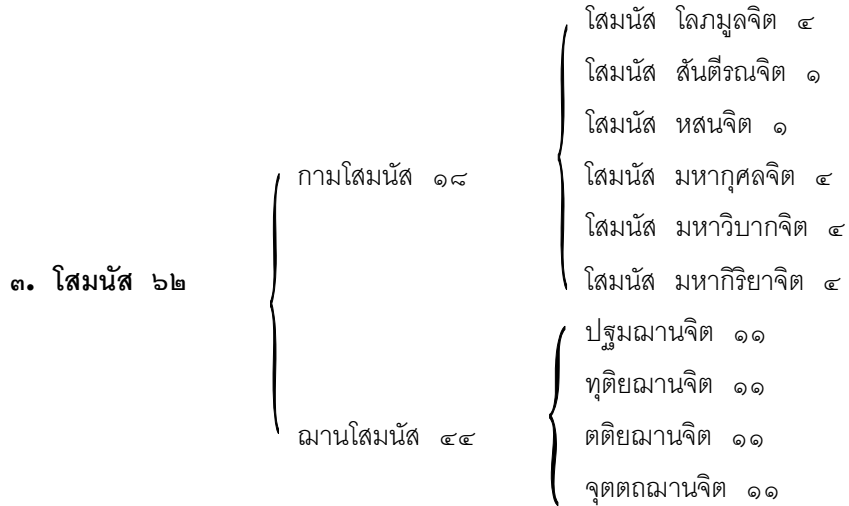 โสมนัส โลภมูลจิต ๔
โสมนัส สันตีรณจิต ๑
โสมนัส หสนจิต ๑
กามโสมนัส ๑๘
โสมนัส มหากุศลจิต ๔
โสมนัส มหาวิบากจิต ๔
๓. โสมนัส ๖๒
โสมนัส มหากิริยาจิต ๔
ปฐมฌานจิต ๑๑
ทุติยฌานจิต ๑๑
ฌานโสมนัส ๔๔
ตติยฌานจิต ๑๑
จุตตถฌานจิต ๑๑